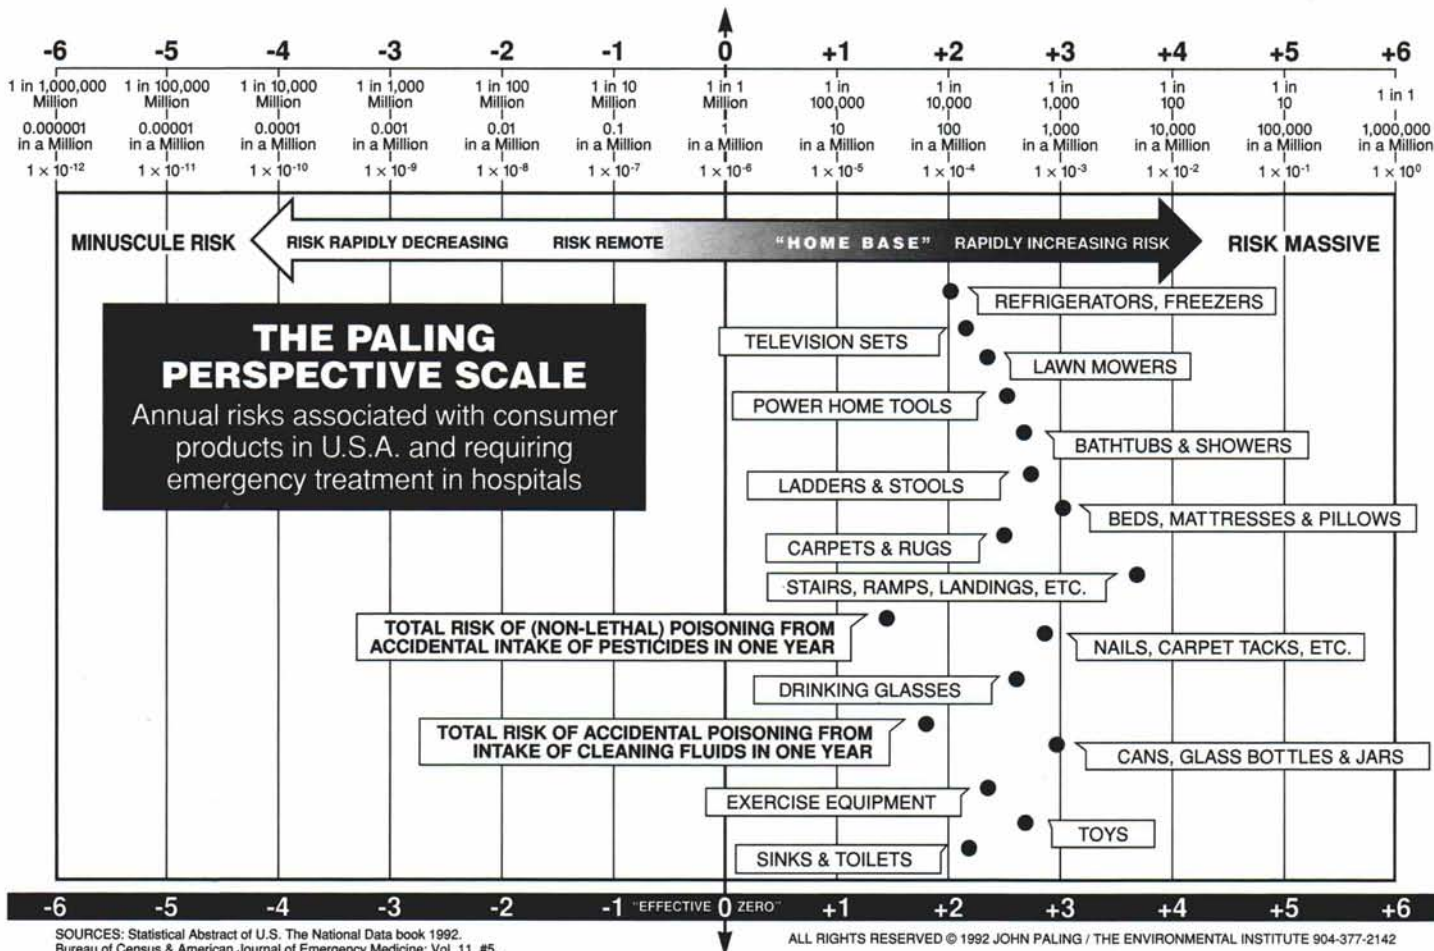 -6 -5 -4 -3 -2 -1 0 +1 +2 +3 +4 +5 +6
1 in 1,000,000 Million
1 in 100,000 Million
1 in 10,000 Million
1 in 1,000 Million
1 in 100 Million
1 in 10 Million
1 in 1 Million
1 in 100,000
1 in 10,000
1 in 1,000
1 in 100
1 in 10
1 in 1
0.000001 in a Million
0.00001 in a Million
0.0001 in a Million
0.001 in a Million
0.01 in a Million
0.1 in a Million
1 in a Million
10 in a Million
100 in a Million
1,000 in a Million
10,000 in a Million
100,000 in a Million
1,000,000 in a Million
1 × 10⁻¹² 1 × 10⁻¹¹ 1 × 10⁻¹⁰ 1 × 10⁻⁹ 1 × 10⁻⁸ 1 × 10⁻⁷ 1 × 10⁻⁶ 1 × 10⁻⁵ 1 × 10⁻⁴ 1 × 10⁻³ 1 × 10⁻² 1 × 10⁻¹ 1 × 10⁰
MINUSCULE RISK RISK RAPIDLY DECREASING RISK REMOTE "HOME BASE" RAPIDLY INCREASING RISK RISK MASSIVE
THE PALING
PERSPECTIVE SCALE
Annual risks associated with consumer
products in U.S.A. and requiring
emergency treatment in hospitals
REFRIGERATORS, FREEZERS
TELEVISION SETS
LAWN MOWERS
POWER HOME TOOLS
BATHTUBS & SHOWERS
LADDERS & STOOLS
BEDS, MATTRESSES & PILLOWS
CARPETS & RUGS
STAIRS, RAMPS, LANDINGS, ETC.
TOTAL RISK OF (NON-LETHAL) POISONING FROM
ACCIDENTAL INTAKE OF PESTICIDES IN ONE YEAR
NAILS, CARPET TACKS, ETC.
DRINKING GLASSES
TOTAL RISK OF ACCIDENTAL POISONING FROM
INTAKE OF CLEANING FLUIDS IN ONE YEAR
CANS, GLASS BOTTLES & JARS
EXERCISE EQUIPMENT
TOYS
SINKS & TOILETS
-6 -5 -4 -3 -2 -1 "EFFECTIVE 0 ZERO" +1 +2 +3 +4 +5 +6
SOURCES: Statistical Abstract of U.S. The National Data book 1992.
Bureau of Census & American Journal of Emergency Medicine: Vol. 11, #5
ALL RIGHTS RESERVED © 1992 JOHN PALING / THE ENVIRONMENTAL INSTITUTE 904-377-2142